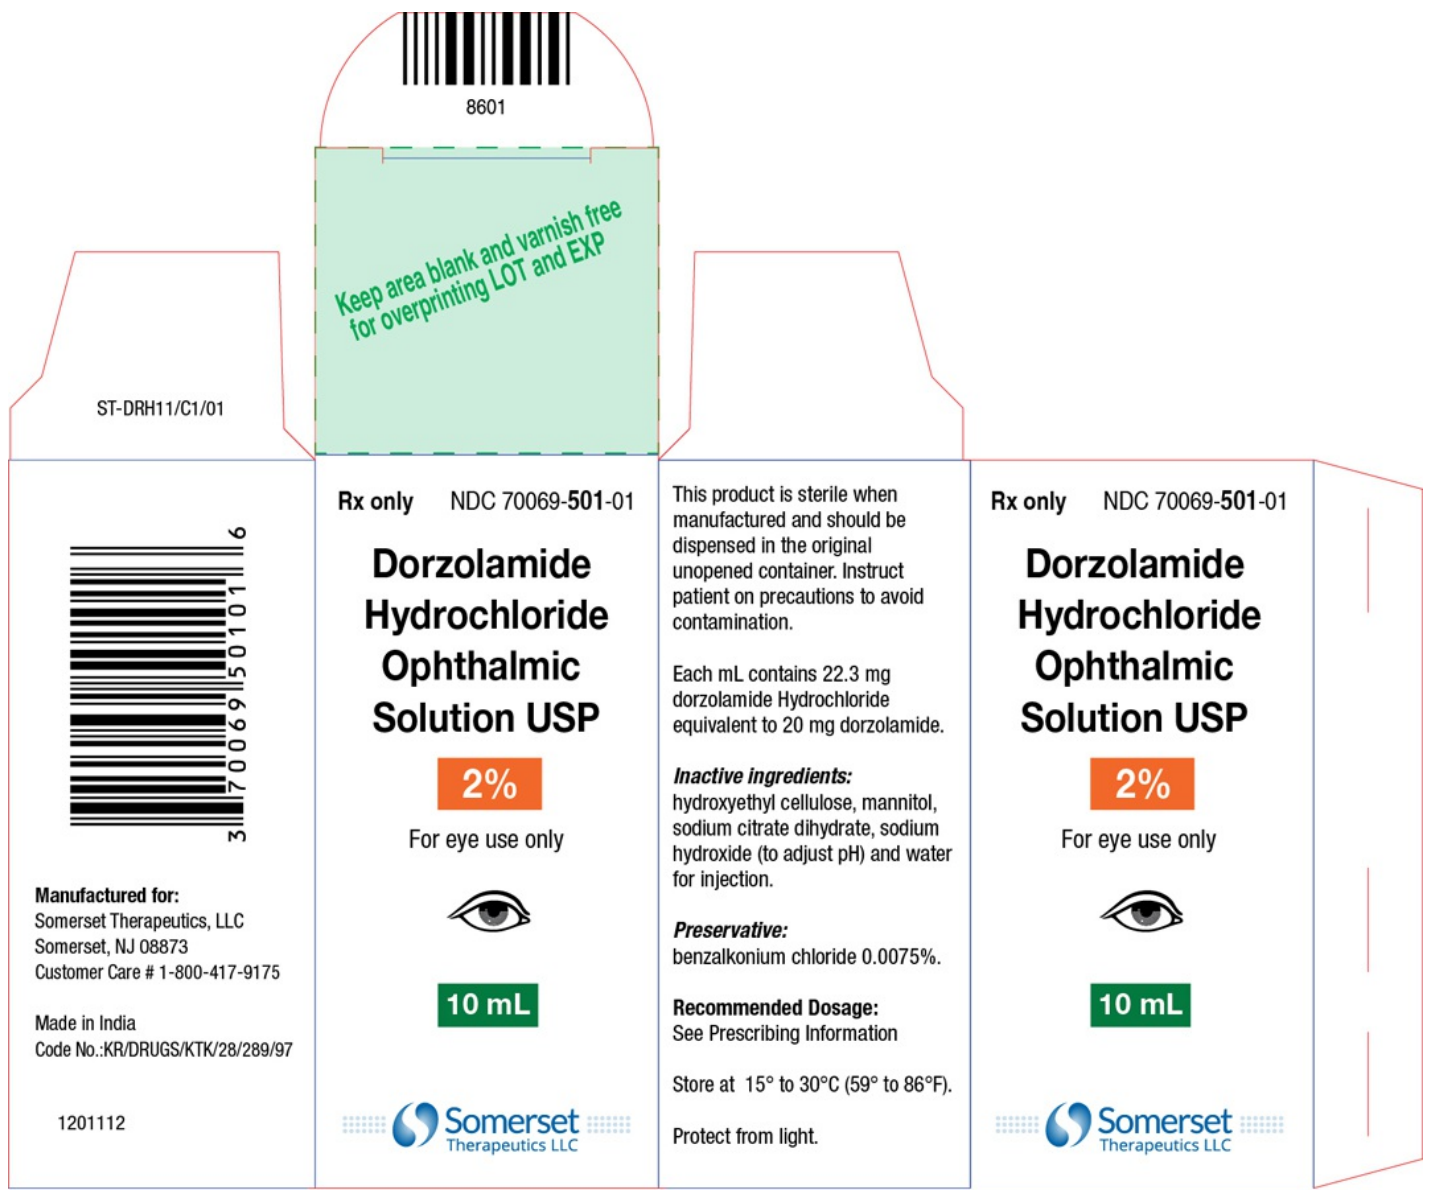 8601
Keep area blank and varnish free
for overprinting LOT and EXP
ST-DRH11/C1/01
3 70069 50101 6
Manufactured for:
Somerset Therapeutics, LLC
Somerset, NJ 08873
Customer Care # 1-800-417-9175
Made in India
Code No.:KR/DRUGS/KTK/28/289/97
1201112
Rx only NDC 70069-501-01
Dorzolamide
Hydrochloride
Ophthalmic
Solution USP
2%
For eye use only
10 mL
Somerset
Therapeutics LLC
This product is sterile when
manufactured and should be
dispensed in the original
unopened container. Instruct
patient on precautions to avoid
contamination.
Each mL contains 22.3 mg
dorzolamide Hydrochloride
equivalent to 20 mg dorzolamide.
Inactive ingredients:
hydroxyethyl cellulose, mannitol,
sodium citrate dihydrate, sodium
hydroxide (to adjust pH) and water
for injection.
Preservative:
benzalkonium chloride 0.0075%.
Recommended Dosage:
See Prescribing Information
Store at 15° to 30°C (59° to 86°F).
Protect from light.
Rx only NDC 70069-501-01
Dorzolamide
Hydrochloride
Ophthalmic
Solution USP
2%
For eye use only
10 mL
Somerset
Therapeutics LLC